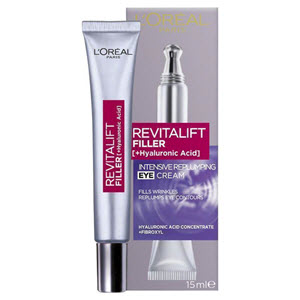 L'ORÉAL
PARIS
REVITALIFT
FILLER
[+Hyaluronic Acid]
REVITALIFT
FILLER
[+Hyaluronic Acid]
INTENSIVE REPLUMPING
EYE CREAM
FILLS WRINKLES
REPLUMPS EYE CONTOURS
HYALURONIC ACID CONCENTRATE
+FIBROXYL
15ml e